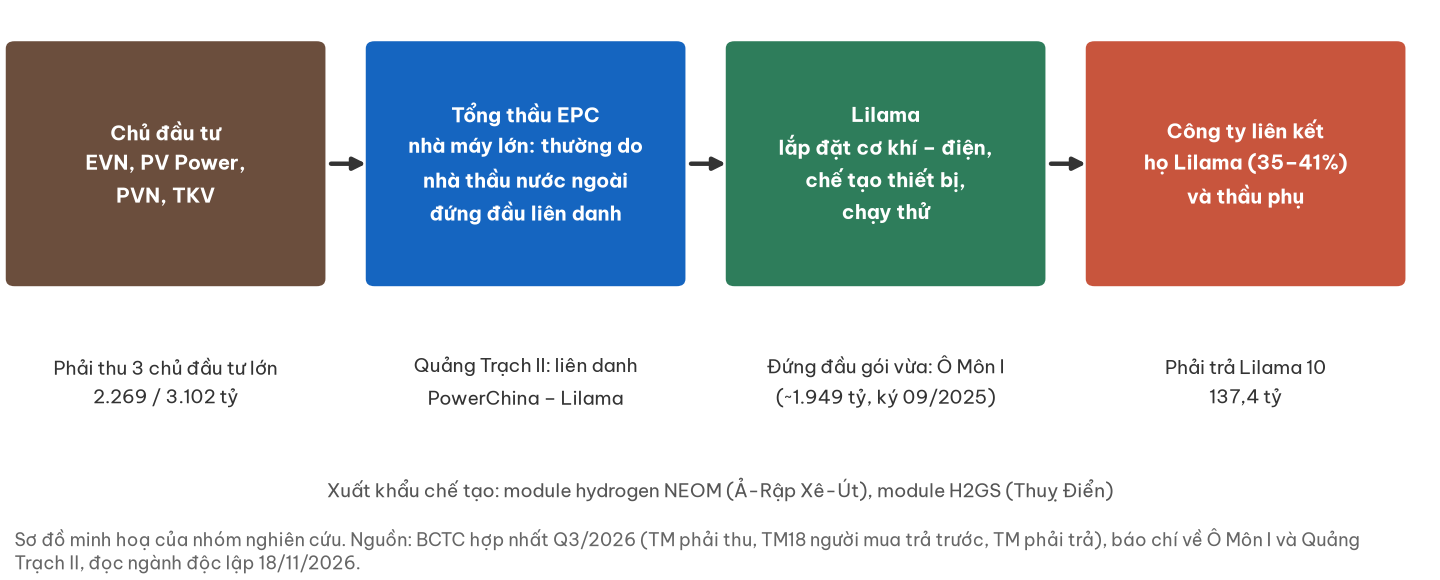 Chủ đầu tư
EVN, PV Power,
PVN, TKV
Tổng thầu EPC
nhà máy lớn: thường do
nhà thầu nước ngoài
đứng đầu liên danh
Lilama
lắp đặt cơ khí – điện,
chế tạo thiết bị,
chạy thử
Công ty liên kết
họ Lilama (35–41%)
và thầu phụ
Phải thu 3 chủ đầu tư lớn
2.269 / 3.102 tỷ
Quảng Trạch II: liên danh
PowerChina – Lilama
Đứng đầu gói vừa: Ô Môn I
(~1.949 tỷ, ký 09/2025)
Phải trả Lilama 10
137,4 tỷ
Xuất khẩu chế tạo: module hydrogen NEOM (Ả-Rập Xê-Út), module H2GS (Thuỵ Điển)
Sơ đồ minh hoạ của nhóm nghiên cứu. Nguồn: BCTC hợp nhất Q3/2026 (TM phải thu, TM18 người mua trả trước, TM phải trả), báo chí về Ô Môn I và Quảng
Trạch II, đọc ngành độc lập 18/11/2026.